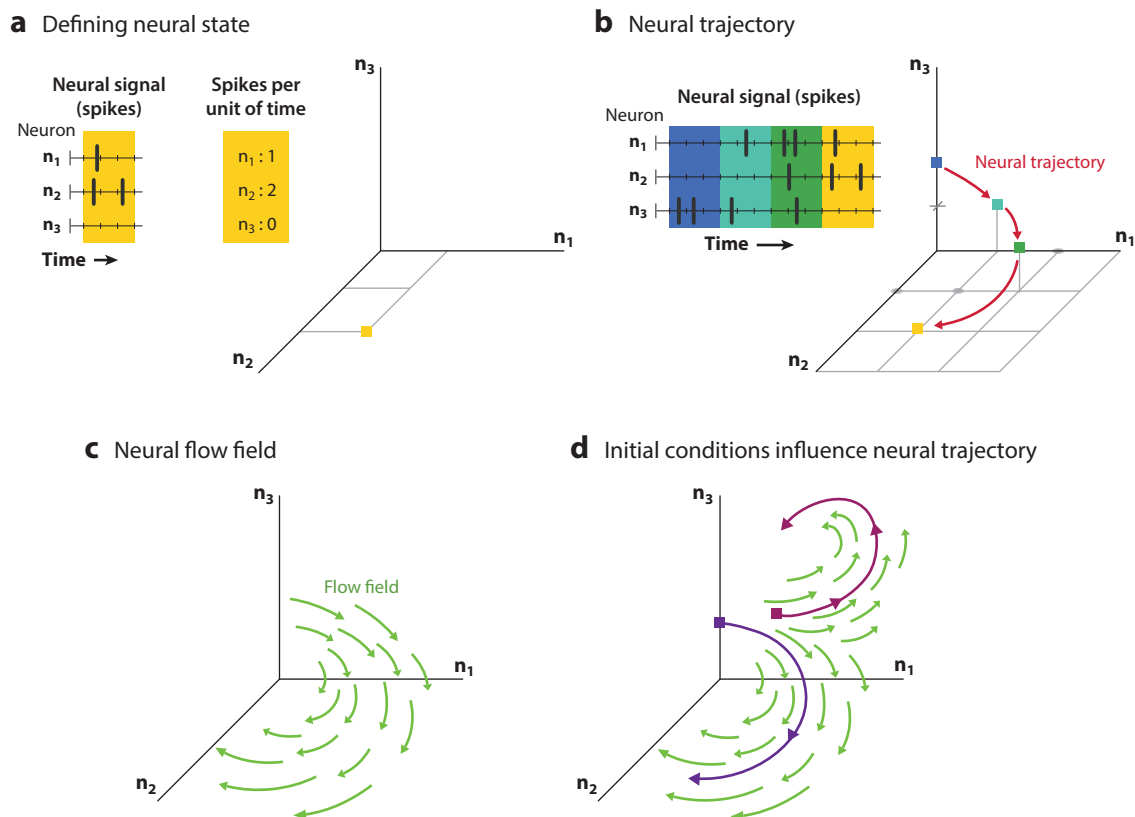 a Defining neural state
Neural signal
(spikes)
Spikes per
unit of time
Neuron
n1
n2
n3
n1 : 1
n2 : 2
n3 : 0
Time
n3
n1
n2
b Neural trajectory
Neural signal (spikes)
Neuron
n1
n2
n3
Time
n3
Neural trajectory
n1
n2
c Neural flow field
n3
Flow field
n1
n2
d Initial conditions influence neural trajectory
n3
n1
n2